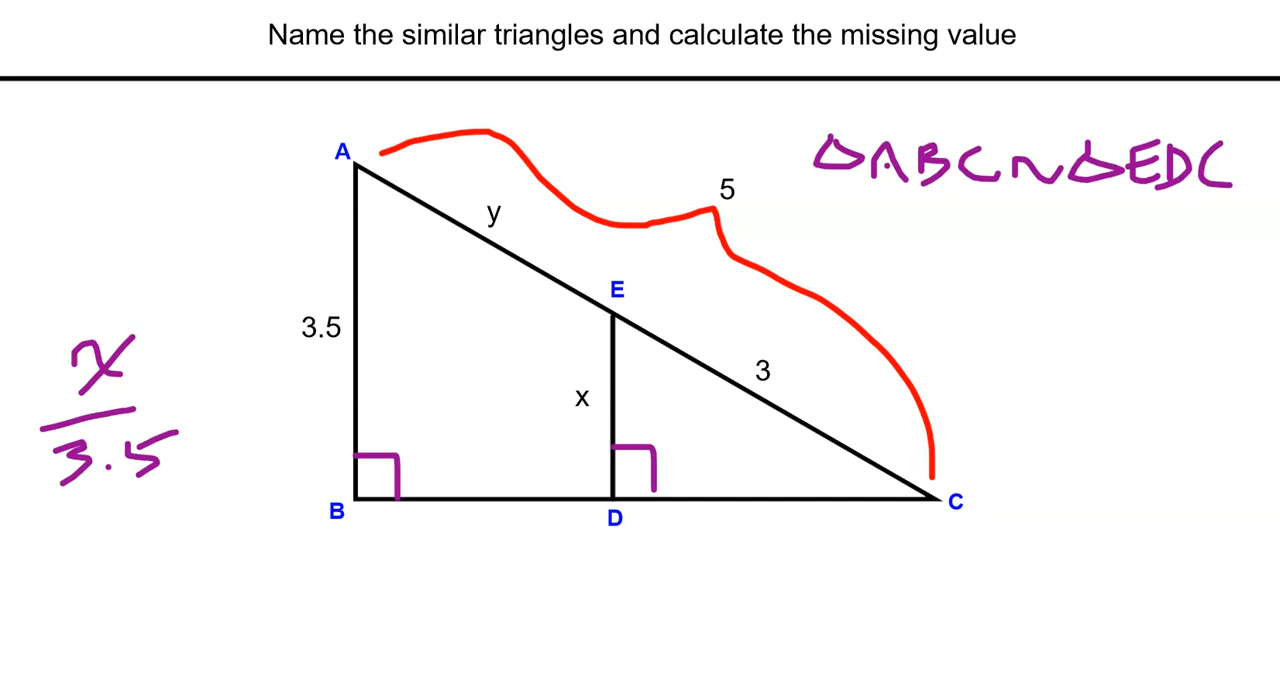 Name the similar triangles and calculate the missing value
△ABC~△EDC
A
5
y
E
3.5
3
x
x
3.5
B
D
C